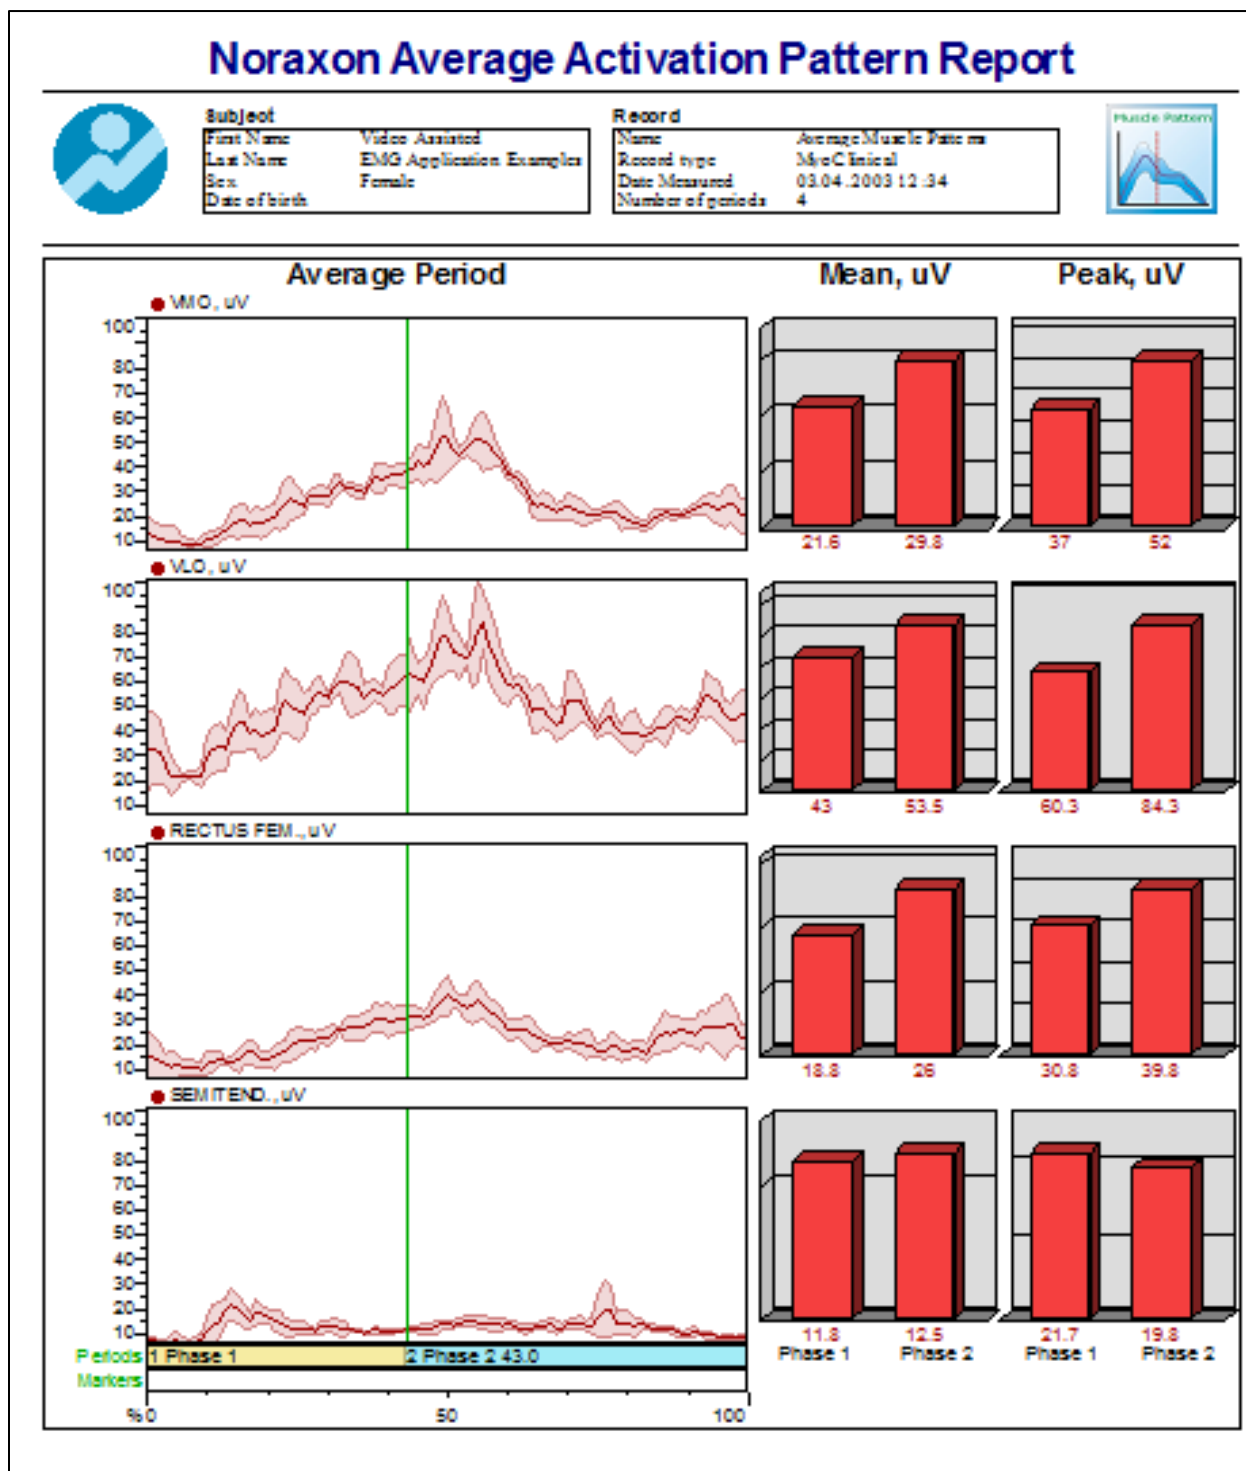 Noraxon Average Activation Pattern Report
Subject
First Name Video Assisted
Last Name EMG Application Examples
Sex Female
Date of birth
Record
Name Average Muscle Patterns
Record type MyoClinical
Date Measured 03.04.2003 12:34
Number of periods 4
Muscle Pattern
Average Period Mean, uV Peak, uV
VMO, uV
100
80
70
60
50
40
30
20
10
21.6 29.8 37 52
VLO, uV
100
80
70
60
50
40
30
20
10
43 53.5 60.3 84.3
RECTUS FEM., uV
100
80
70
60
50
40
30
20
10
18.8 26 30.8 39.8
SEMITEND., uV
100
80
70
60
50
40
30
20
10
11.8 12.5 21.7 19.8
Phase 1 Phase 2 Phase 1 Phase 2
Periods 1 Phase 1 2 Phase 2 43.0
Markers
%0 50 100